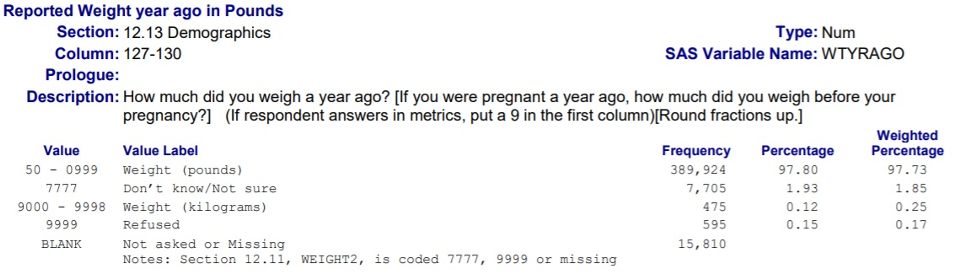 Reported Weight year ago in Pounds
Section: 12.13 Demographics Type: Num
Column: 127-130 SAS Variable Name: WTYRAGO
Prologue:
Description: How much did you weigh a year ago? [If you were pregnant a year ago, how much did you weigh before your
pregnancy?] (If respondent answers in metrics, put a 9 in the first column)[Round fractions up.]
Weighted
Value Value Label Frequency Percentage Percentage
50 - 0999 Weight (pounds) 389,924 97.80 97.73
7777 Don't know/Not sure 7,705 1.93 1.85
9000 - 9998 Weight (kilograms) 475 0.12 0.25
9999 Refused 595 0.15 0.17
BLANK Not asked or Missing 15,810
Notes: Section 12.11, WEIGHT2, is coded 7777, 9999 or missing